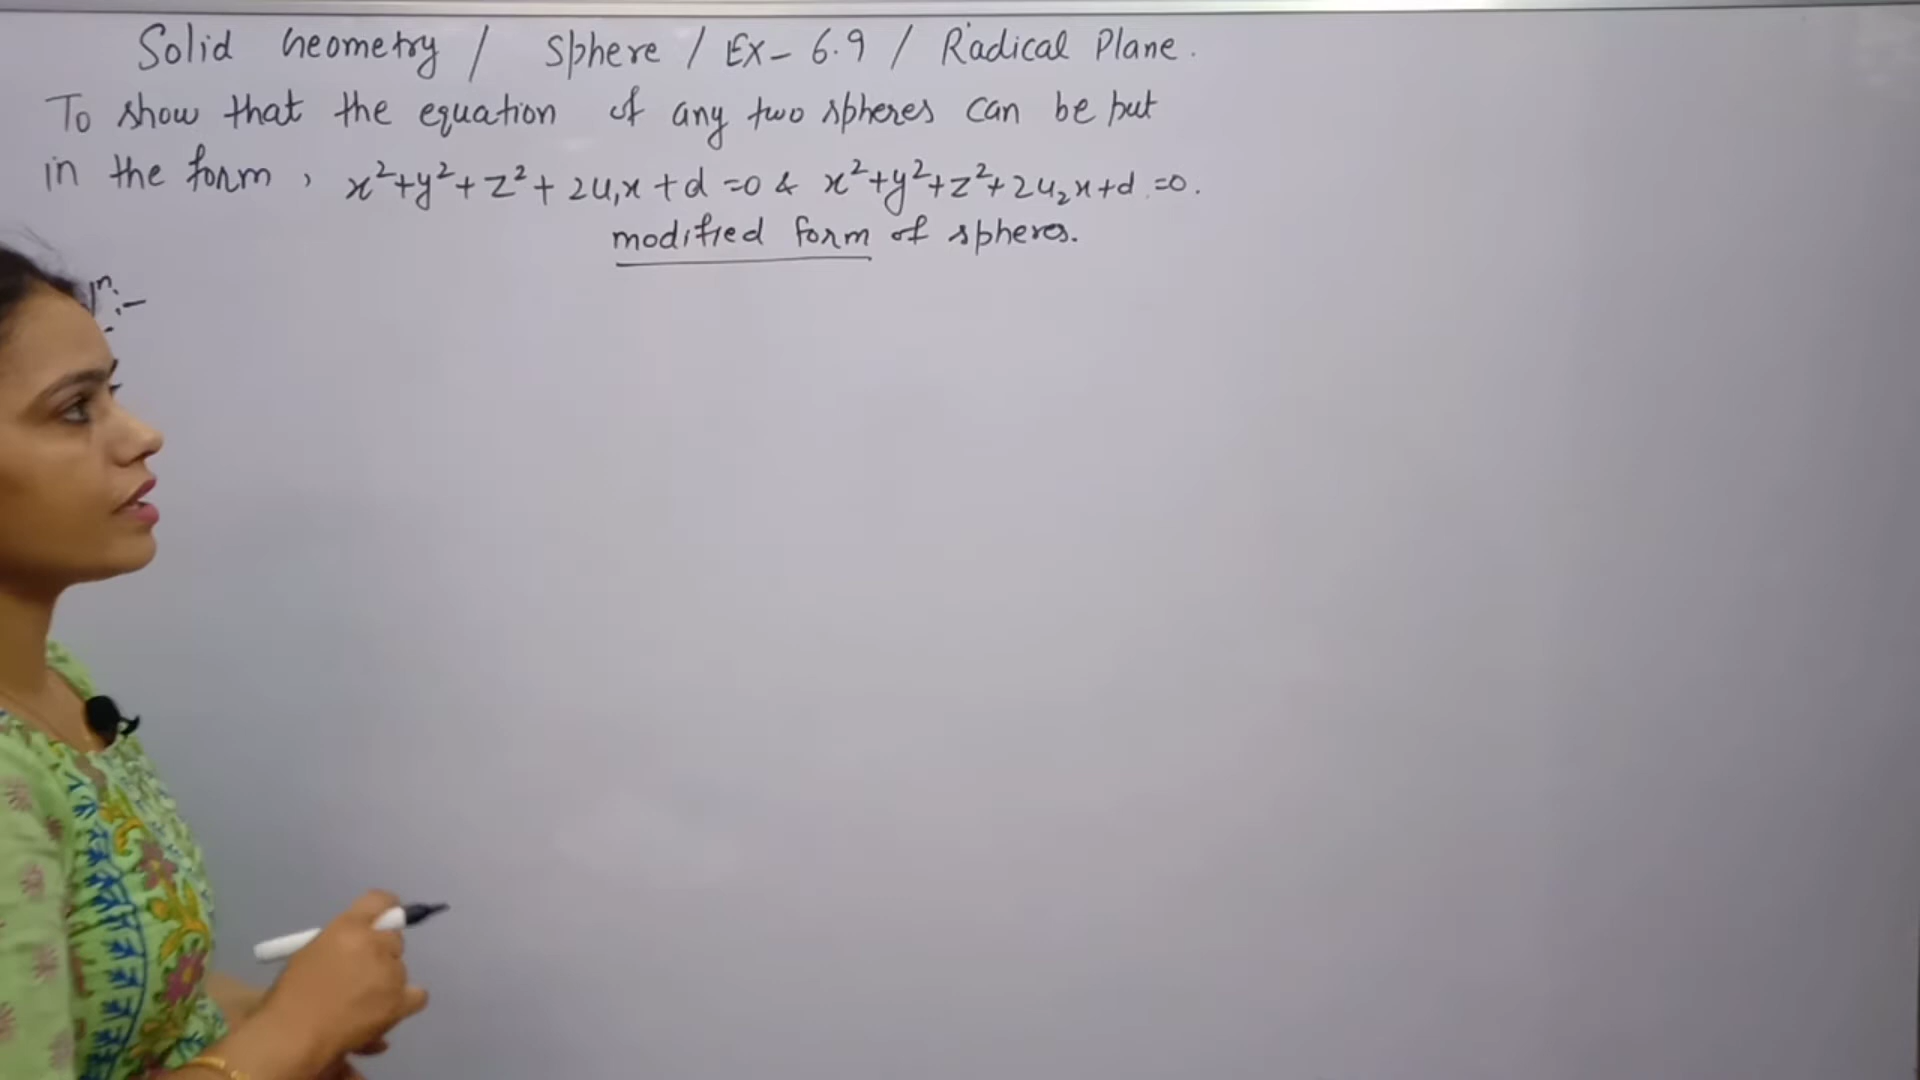 Solid Geometry / Sphere / EX- 6.9 / Radical Plane.
To show that the equation of any two spheres can be put
in the form, x²+y²+z²+2u₁x+d=0 & x²+y²+z²+2u₂x+d=0.
modified form of spheres.